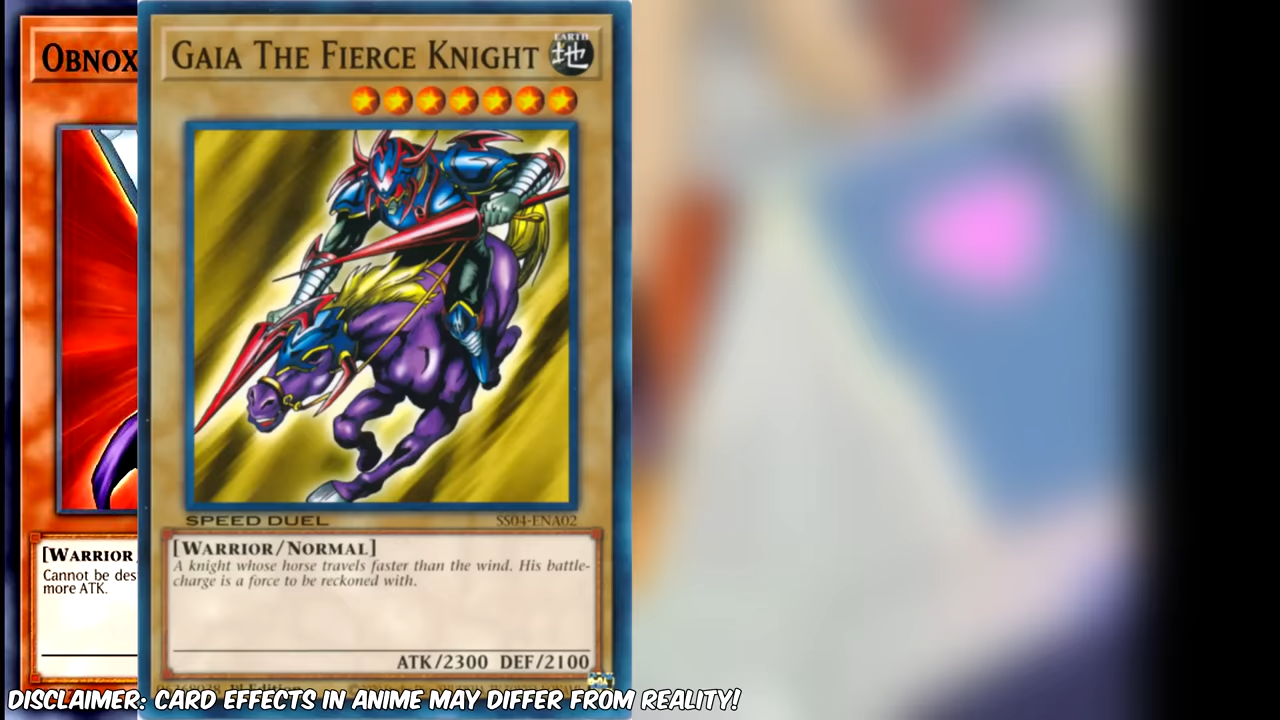 OBNOX
GAIA THE FIERCE KNIGHT
EARTH
地
SPEED DUEL
SS04-ENA02
[WARRIOR
Cannot be des
more ATK.
[WARRIOR/NORMAL]
A knight whose horse travels faster than the wind. His battle-
charge is a force to be reckoned with.
ATK/2300 DEF/2100
DISCLAIMER: CARD EFFECTS IN ANIME MAY DIFFER FROM REALITY!